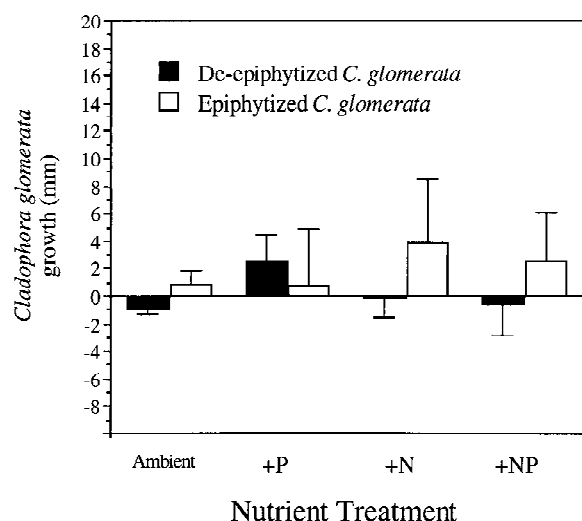 20
18
16
14
12
10
8
6
4
2
0
-2
-4
-6
-8
Cladophora glomerata
growth (mm)
De-epiphytized C. glomerata
Epiphytized C. glomerata
Ambient +P +N +NP
Nutrient Treatment